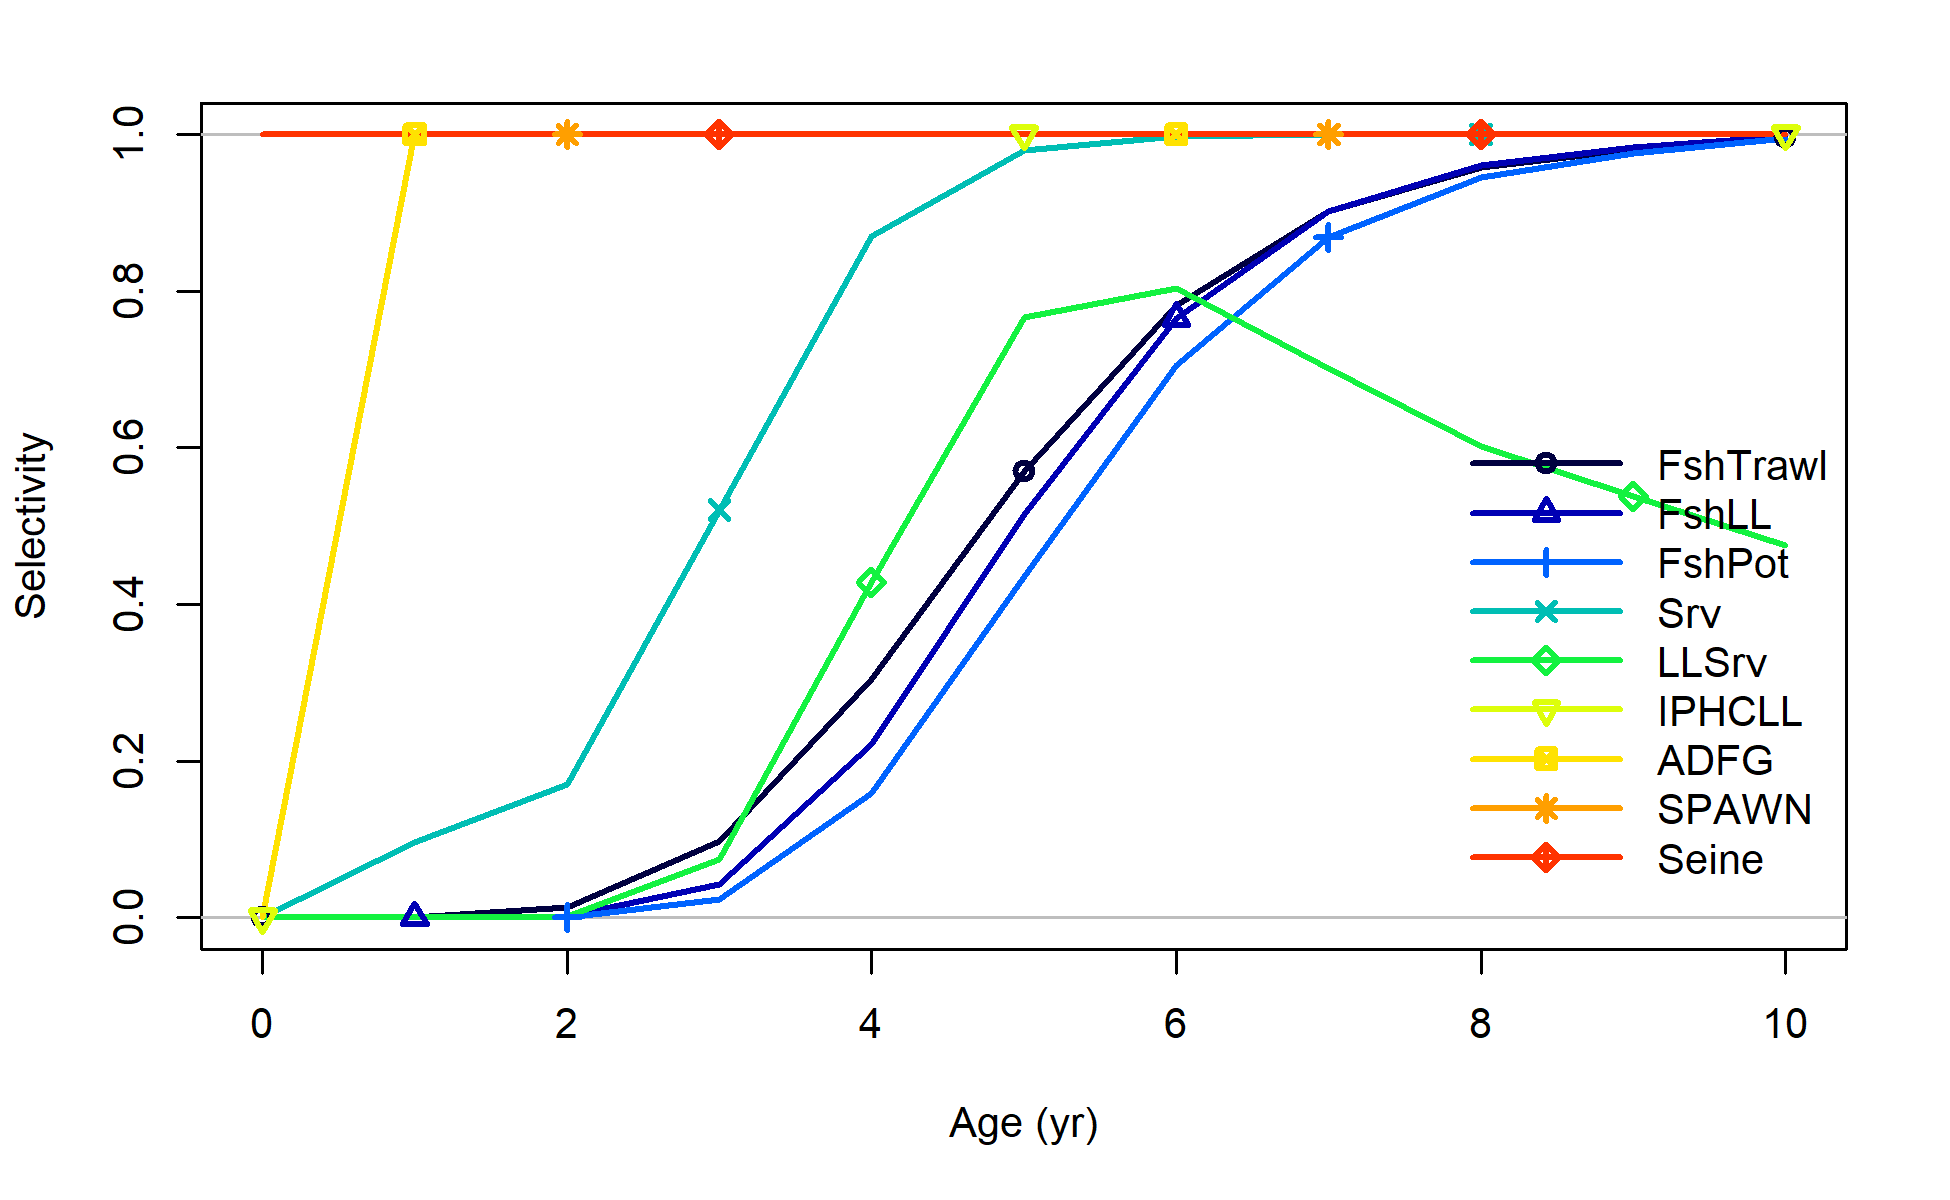 Selectivity
1.0
0.8
0.6
0.4
0.2
0.0
0 2 4 6 8 10
Age (yr)
FshTrawl
FshLL
FshPot
Srv
LLSrv
IPHCLL
ADFG
SPAWN
Seine